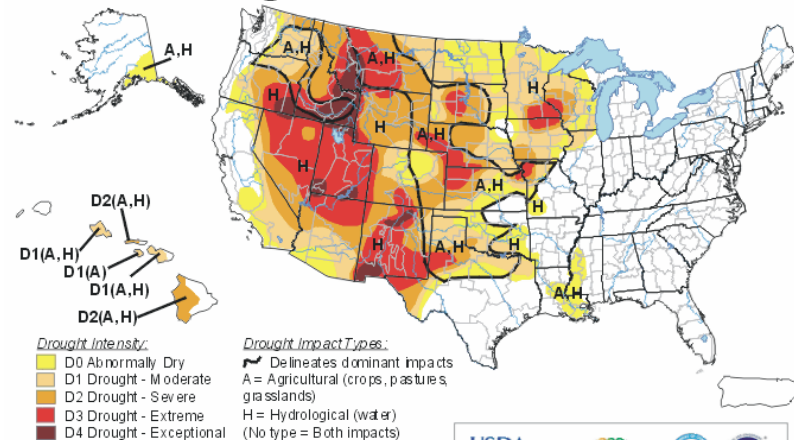 A,H
A,H
A,H
H
H
H
A,H
H
A,H
H
H
A,H
H
A,H
D2(A,H)
D1(A,H)
D1(A)
D1(A,H)
D2(A,H)
Drought Intensity:
D0 Abnormally Dry
D1 Drought - Moderate
D2 Drought - Severe
D3 Drought - Extreme
D4 Drought - Exceptional
Drought Impact Types:
Delineates dominant impacts
A = Agricultural (crops, pastures,
grasslands)
H = Hydrological (water)
(No type = Both impacts)
USDA